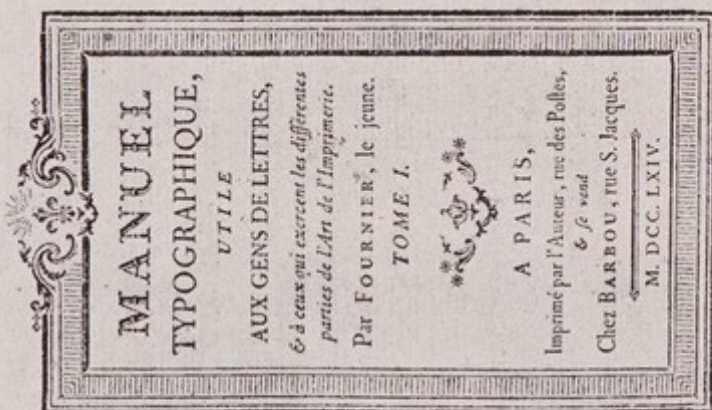 MANUEL
TYPOGRAPHIQUE,
UTILE
AUX GENS DE LETTRES,
& à ceux qui exercent les différentes
parties de l'Art de l'Imprimerie.
Par FOURNIER, le jeune.
TOME I.
A PARIS,
Imprimé par l'Auteur, rue des Postes,
& se vend
Chez BARBOU, rue S. Jacques.
M. DCC. LXIV.